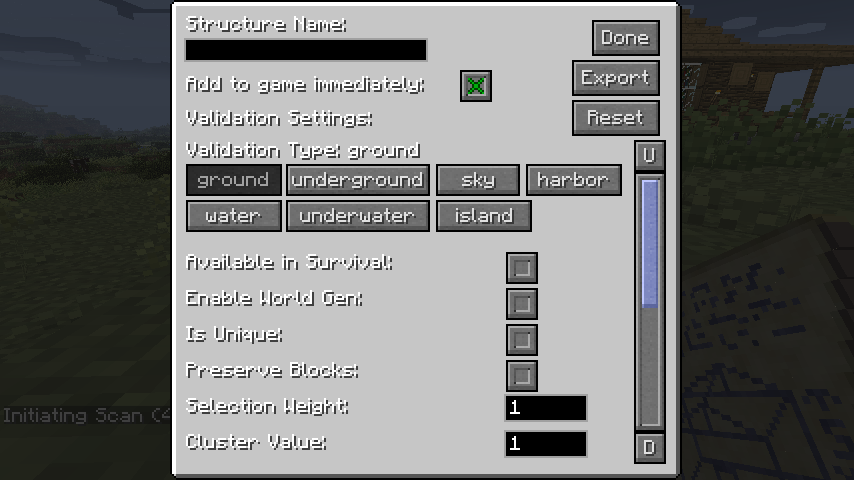 Structure Name:
Done
Add to game immediately:
Export
Validation Settings:
Reset
Validation Type: ground
U
ground underground sky harbor
water underwater island
Available in Survival:
Enable World Gen:
Is Unique:
Preserve Blocks:
Selection Weight: 1
Initiating Scan (4
Cluster Value: 1
D